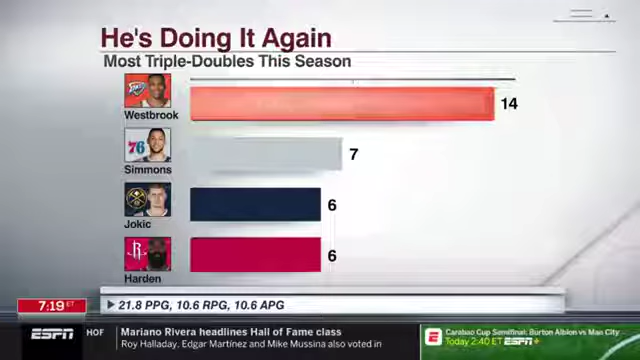 He's Doing It Again
Most Triple-Doubles This Season
Westbrook
14
76
Simmons
7
Jokic
6
R
Harden
6
7:19 ET
21.8 PPG, 10.6 RPG, 10.6 APG
ESPN
HOF
Mariano Rivera headlines Hall of Fame class
Roy Halladay, Edgar Martínez and Mike Mussina also voted in
E
Carabao Cup Semifinal: Burton Albion vs Man City
Today 2:40 ET ESPN+